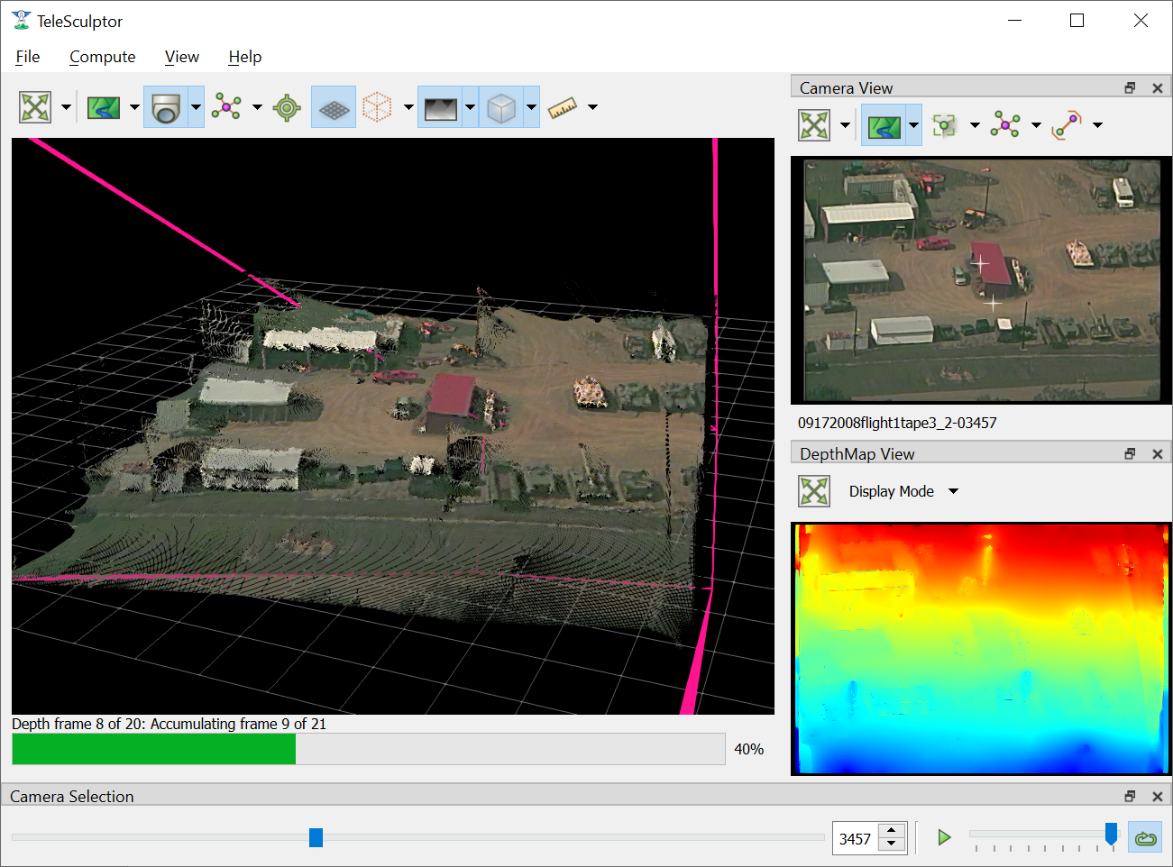 TeleSculptor
File Compute View Help
Camera View
09172008flight1tape3_2-03457
DepthMap View
Display Mode
Depth frame 8 of 20: Accumulating frame 9 of 21
40%
Camera Selection
3457